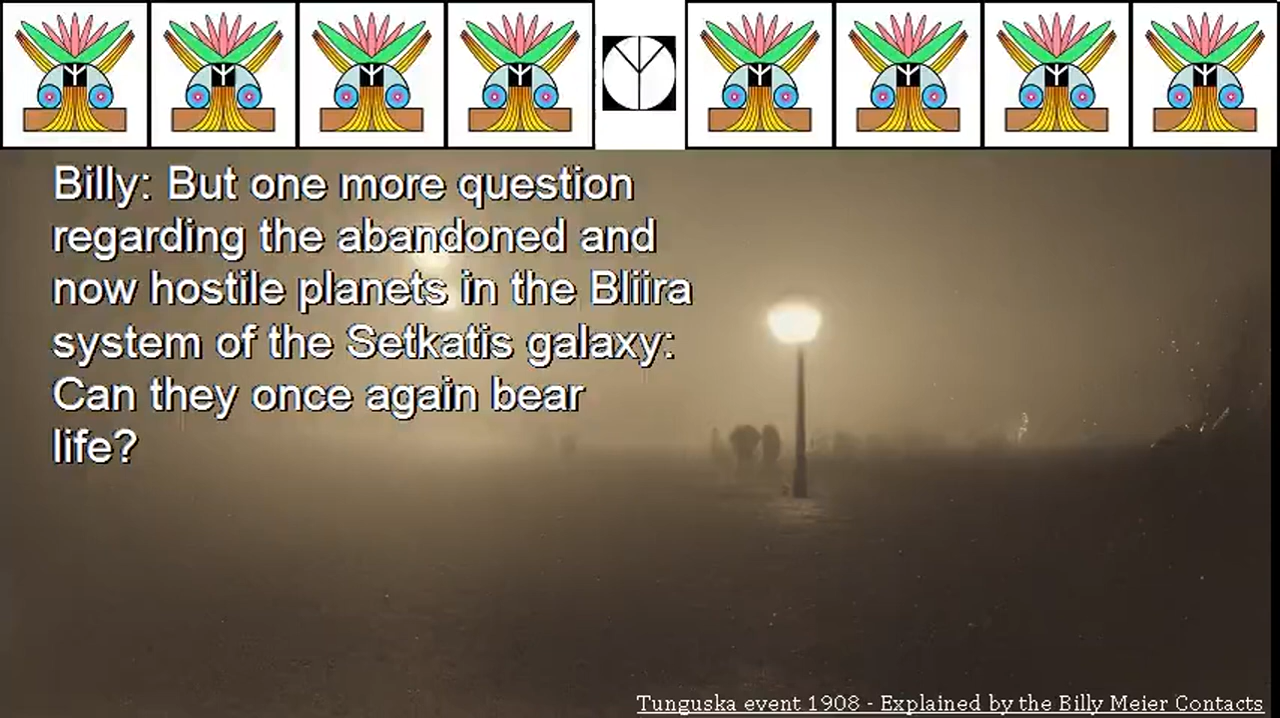 Billy: But one more question
regarding the abandoned and
now hostile planets in the Bliira
system of the Setkatis galaxy:
Can they once again bear
life?
Tunguska event 1908 - Explained by the Billy Meier Contacts